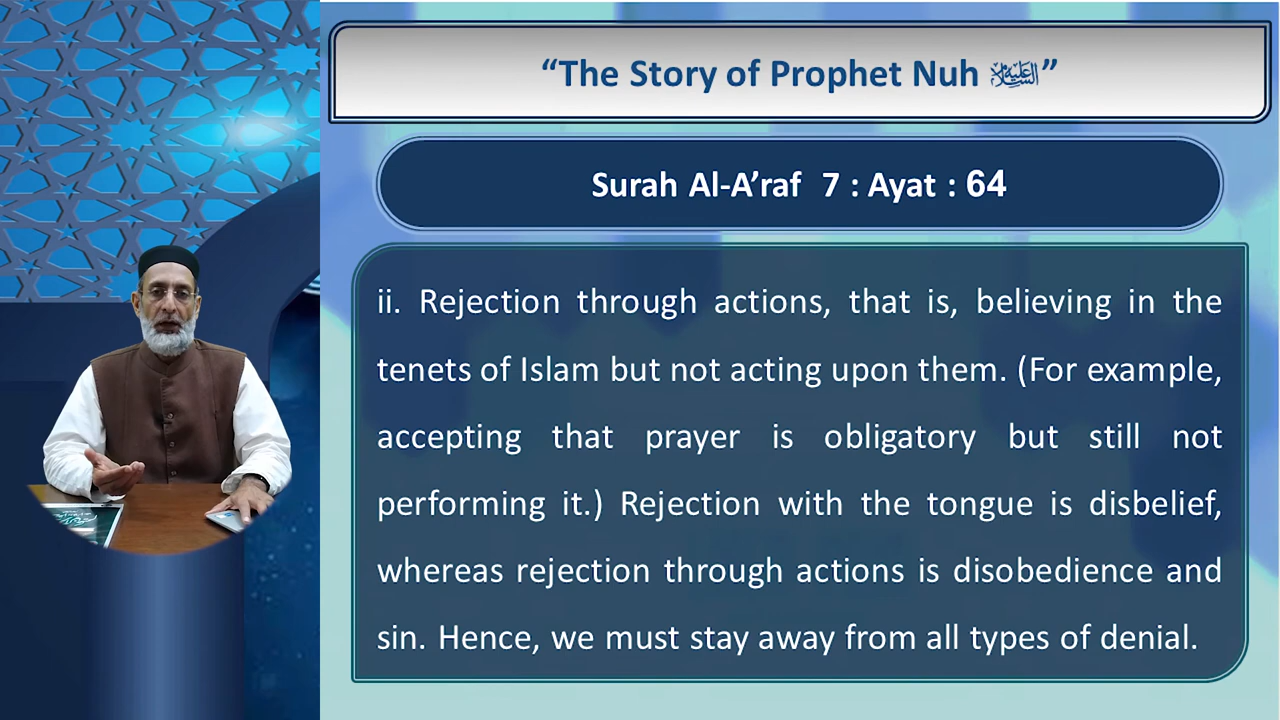 “The Story of Prophet Nuh عليه السلام”
Surah Al-A’raf 7 : Ayat : 64
ii. Rejection through actions, that is, believing in the
tenets of Islam but not acting upon them. (For example,
accepting that prayer is obligatory but still not
performing it.) Rejection with the tongue is disbelief,
whereas rejection through actions is disobedience and
sin. Hence, we must stay away from all types of denial.